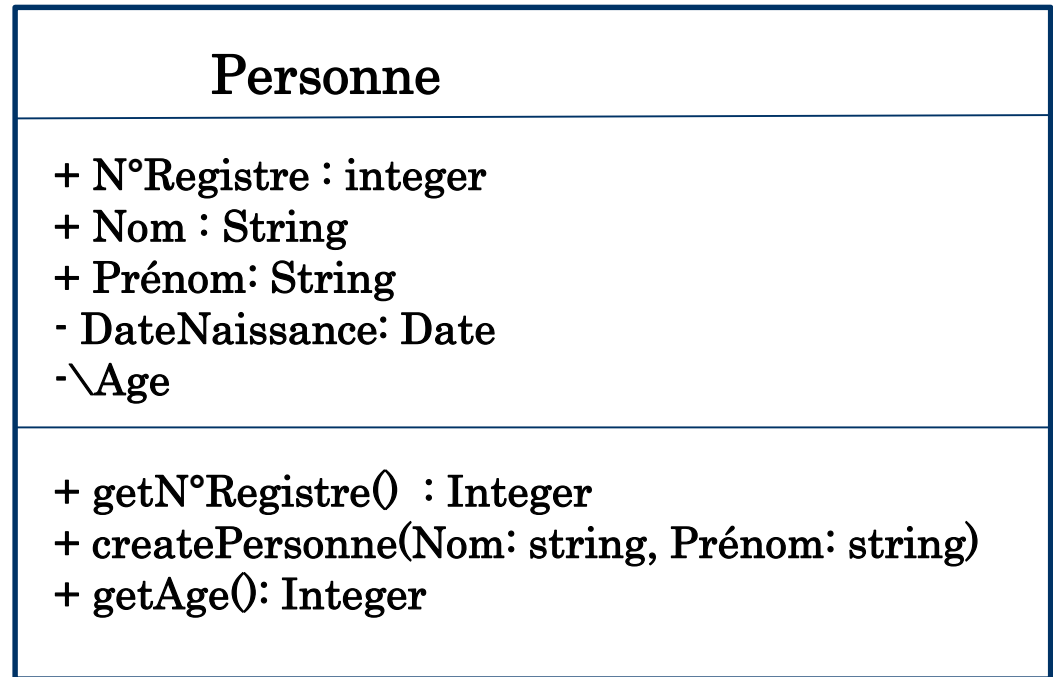 Personne
+ N°Registre : integer
+ Nom : String
+ Prénom: String
- DateNaissance: Date
-\Age
+ getN°Registre() : Integer
+ createPersonne(Nom: string, Prénom: string)
+ getAge(): Integer